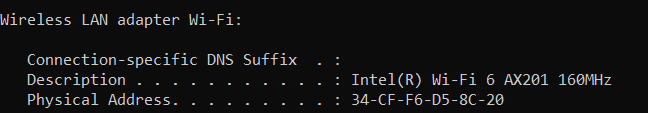 Wireless LAN adapter Wi-Fi:
Connection-specific DNS Suffix  . :
Description . . . . . . . . . . . : Intel(R) Wi-Fi 6 AX201 160MHz
Physical Address. . . . . . . . . : 34-CF-F6-D5-8C-20